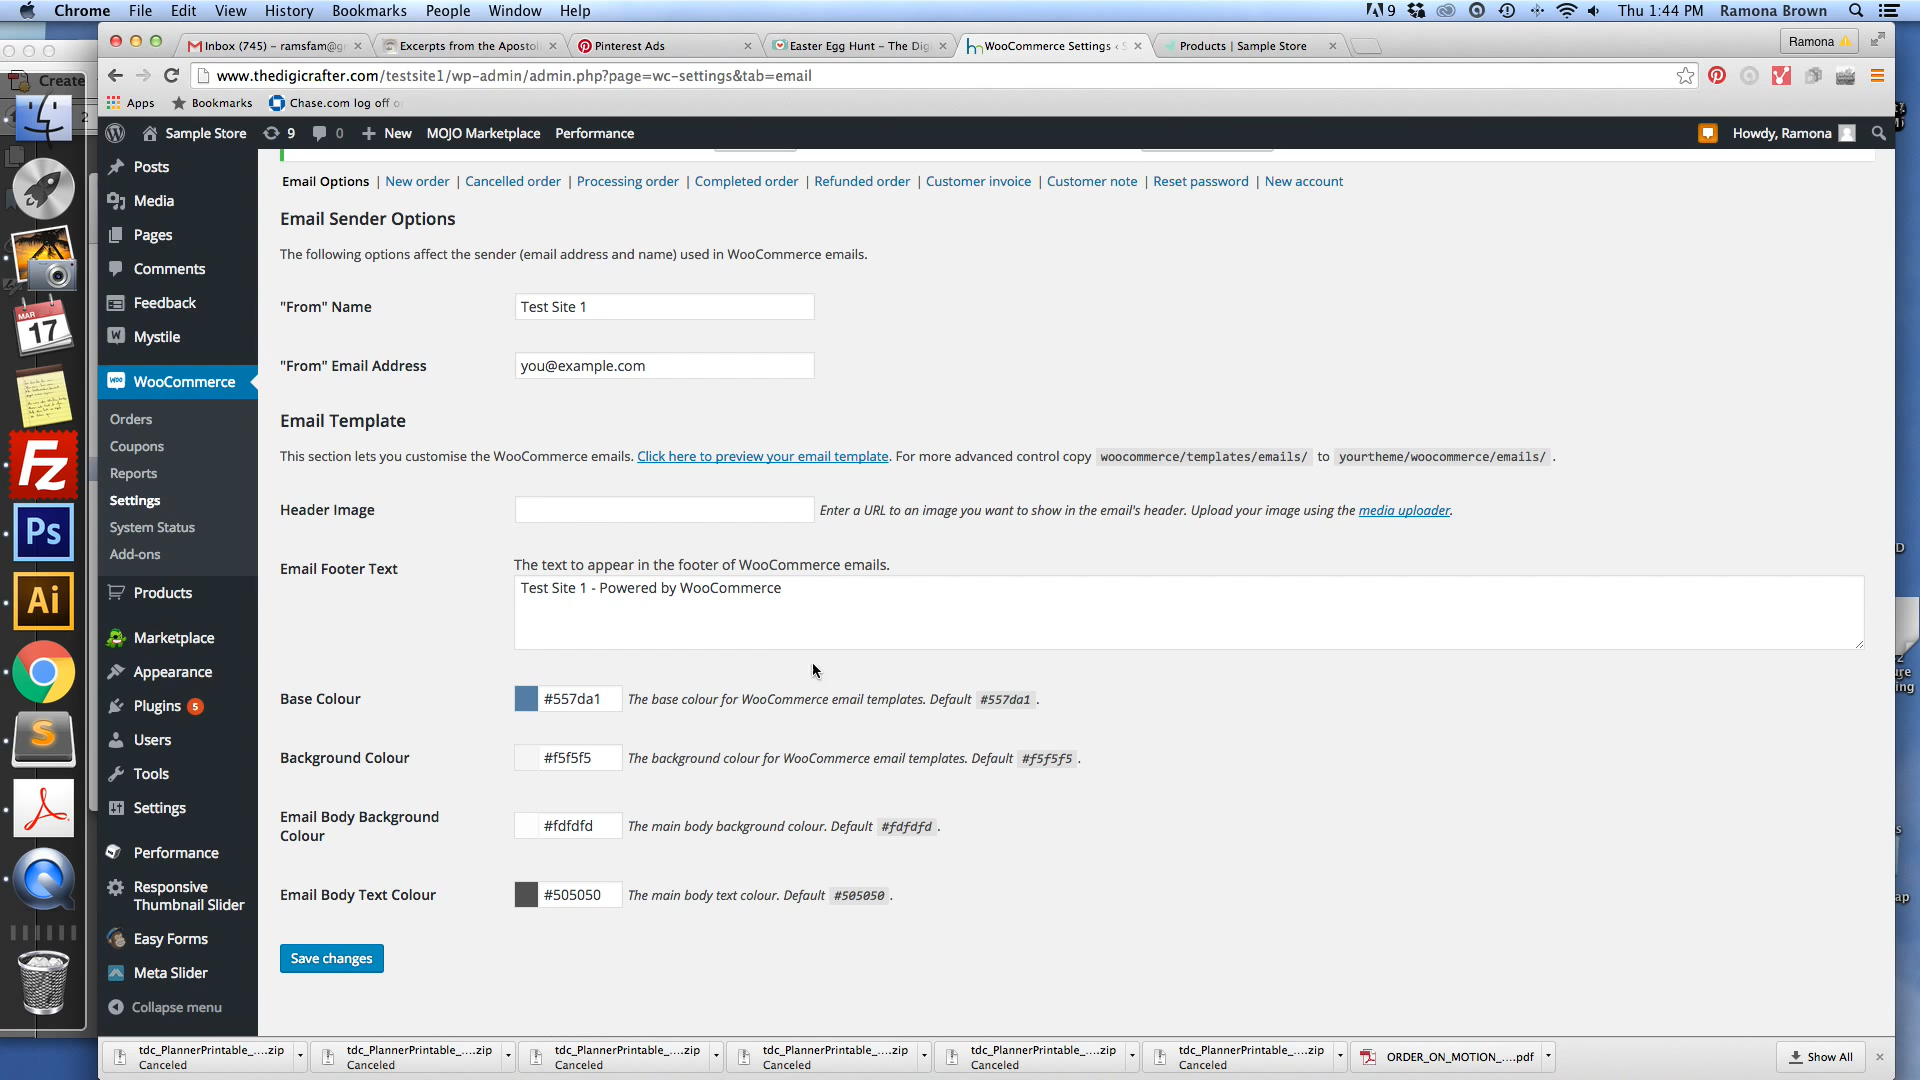 Chrome File Edit View History Bookmarks People Window Help
9 Thu 1:44 PM Ramona Brown
Inbox (745) – ramsfam@g
Excerpts from the Apostol
Pinterest Ads
Easter Egg Hunt – The Dig
WooCommerce Settings ‹ S
Products | Sample Store
Ramona
www.thedigicrafter.com/testsite1/wp-admin/admin.php?page=wc-settings&tab=email
Apps Bookmarks Chase.com log off o
Create
2
Sample Store 9 0 New MOJO Marketplace Performance
Howdy, Ramona
Posts
Media
Pages
Comments
Feedback
Mystile
WooCommerce
Orders
Coupons
Reports
Settings
System Status
Add-ons
Products
Marketplace
Appearance
Plugins 5
Users
Tools
Settings
Performance
Responsive
Thumbnail Slider
Easy Forms
Meta Slider
Collapse menu
Email Options | New order | Cancelled order | Processing order | Completed order | Refunded order | Customer invoice | Customer note | Reset password | New account
Email Sender Options
The following options affect the sender (email address and name) used in WooCommerce emails.
"From" Name Test Site 1
"From" Email Address you@example.com
Email Template
This section lets you customise the WooCommerce emails. Click here to preview your email template. For more advanced control copy woocommerce/templates/emails/ to yourtheme/woocommerce/emails/ .
Header Image Enter a URL to an image you want to show in the email's header. Upload your image using the media uploader.
Email Footer Text The text to appear in the footer of WooCommerce emails.
Test Site 1 - Powered by WooCommerce
Base Colour #557da1 The base colour for WooCommerce email templates. Default #557da1 .
Background Colour #f5f5f5 The background colour for WooCommerce email templates. Default #f5f5f5 .
Email Body Background
Colour #fdfdfd The main body background colour. Default #fdfdfd .
Email Body Text Colour #505050 The main body text colour. Default #505050 .
Save changes
MAR
17
Fz
Ps
Ai
S
tdc_PlannerPrintable_....zip
Canceled
tdc_PlannerPrintable_....zip
Canceled
tdc_PlannerPrintable_....zip
Canceled
tdc_PlannerPrintable_....zip
Canceled
tdc_PlannerPrintable_....zip
Canceled
tdc_PlannerPrintable_....zip
Canceled
ORDER_ON_MOTION_....pdf
Show All